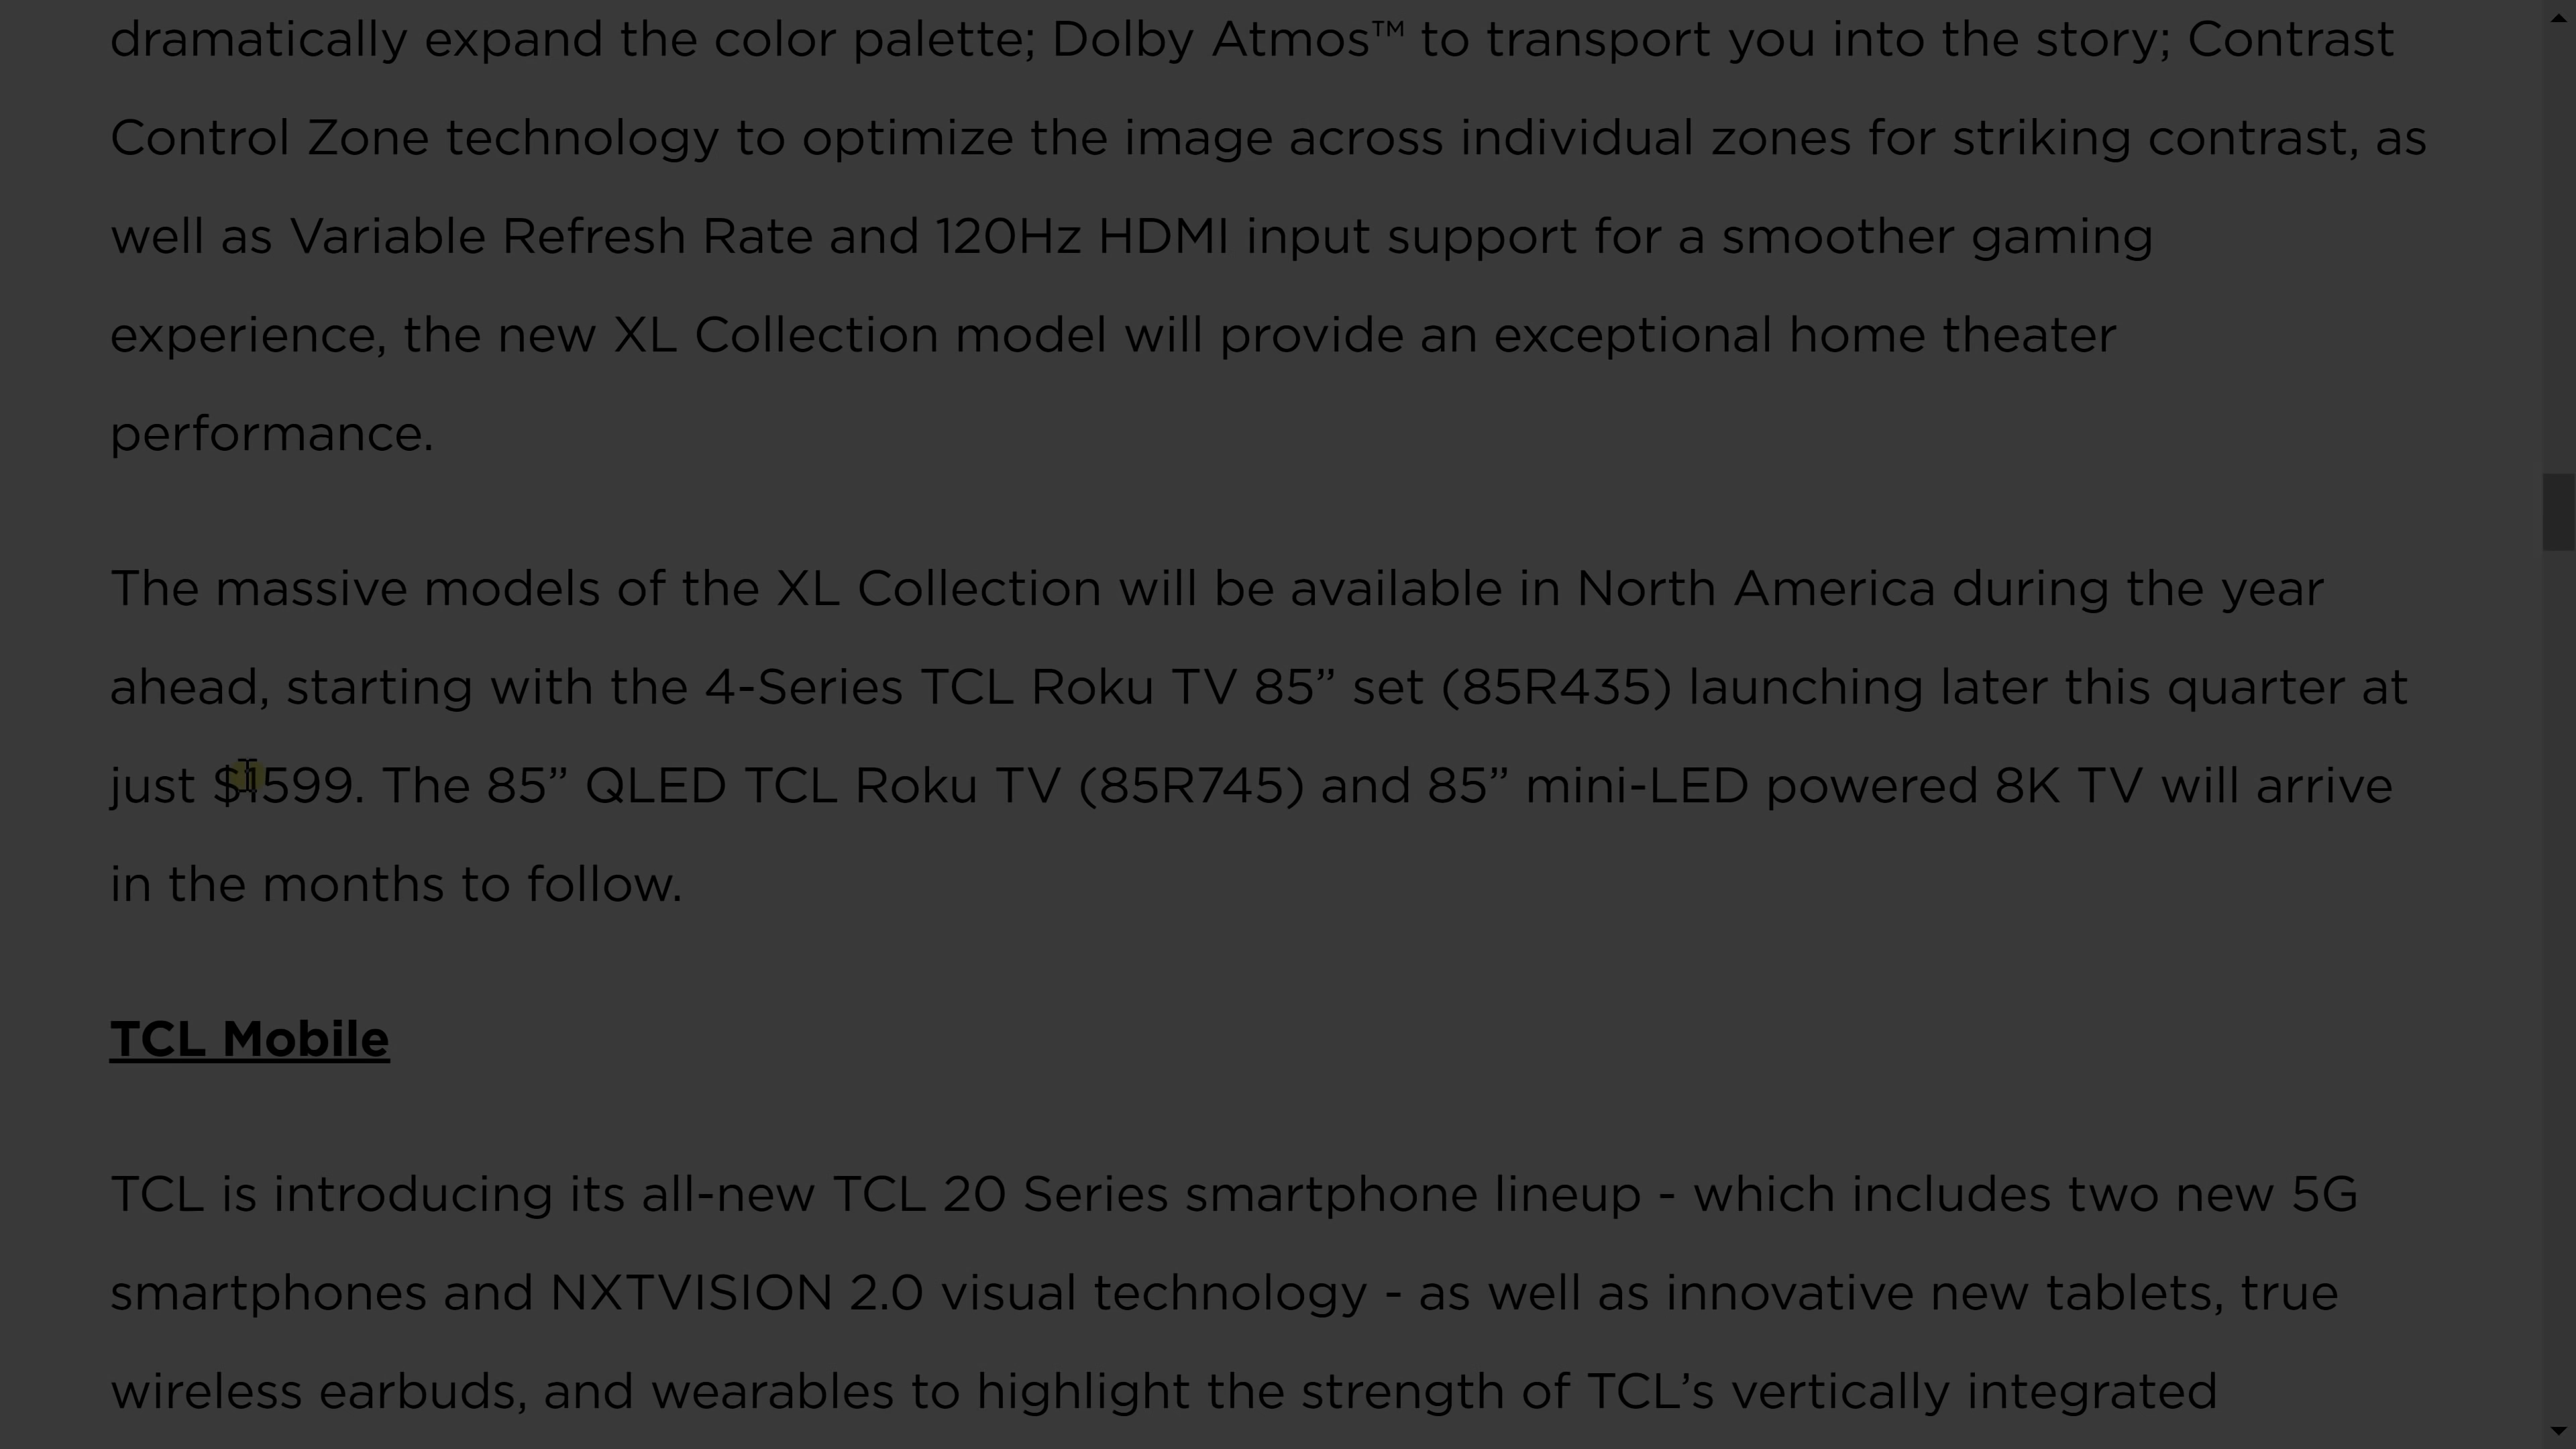 dramatically expand the color palette; Dolby Atmos™ to transport you into the story; Contrast
Control Zone technology to optimize the image across individual zones for striking contrast, as
well as Variable Refresh Rate and 120Hz HDMI input support for a smoother gaming
experience, the new XL Collection model will provide an exceptional home theater
performance.
The massive models of the XL Collection will be available in North America during the year
ahead, starting with the 4-Series TCL Roku TV 85” set (85R435) launching later this quarter at
just $1599. The 85” QLED TCL Roku TV (85R745) and 85” mini-LED powered 8K TV will arrive
in the months to follow.
TCL Mobile
TCL is introducing its all-new TCL 20 Series smartphone lineup - which includes two new 5G
smartphones and NXTVISION 2.0 visual technology - as well as innovative new tablets, true
wireless earbuds, and wearables to highlight the strength of TCL’s vertically integrated